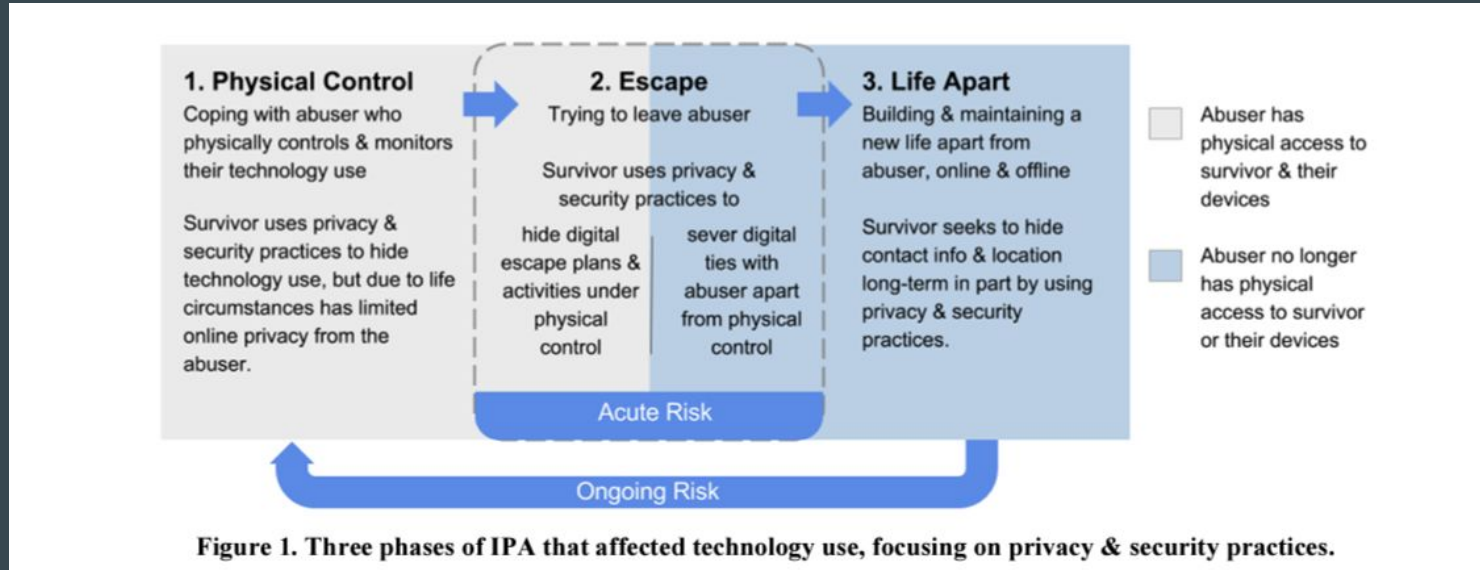 1. Physical Control
Coping with abuser who
physically controls & monitors
their technology use
Survivor uses privacy &
security practices to hide
technology use, but due to life
circumstances has limited
online privacy from the
abuser.
2. Escape
Trying to leave abuser
Survivor uses privacy &
security practices to
hide digital
escape plans &
activities under
physical
control
sever digital
ties with
abuser apart
from physical
control
Acute Risk
3. Life Apart
Building & maintaining a
new life apart from
abuser, online & offline
Survivor seeks to hide
contact info & location
long-term in part by using
privacy & security
practices.
Abuser has
physical access to
survivor & their
devices
Abuser no longer
has physical
access to survivor
or their devices
Ongoing Risk
Figure 1. Three phases of IPA that affected technology use, focusing on privacy & security practices.